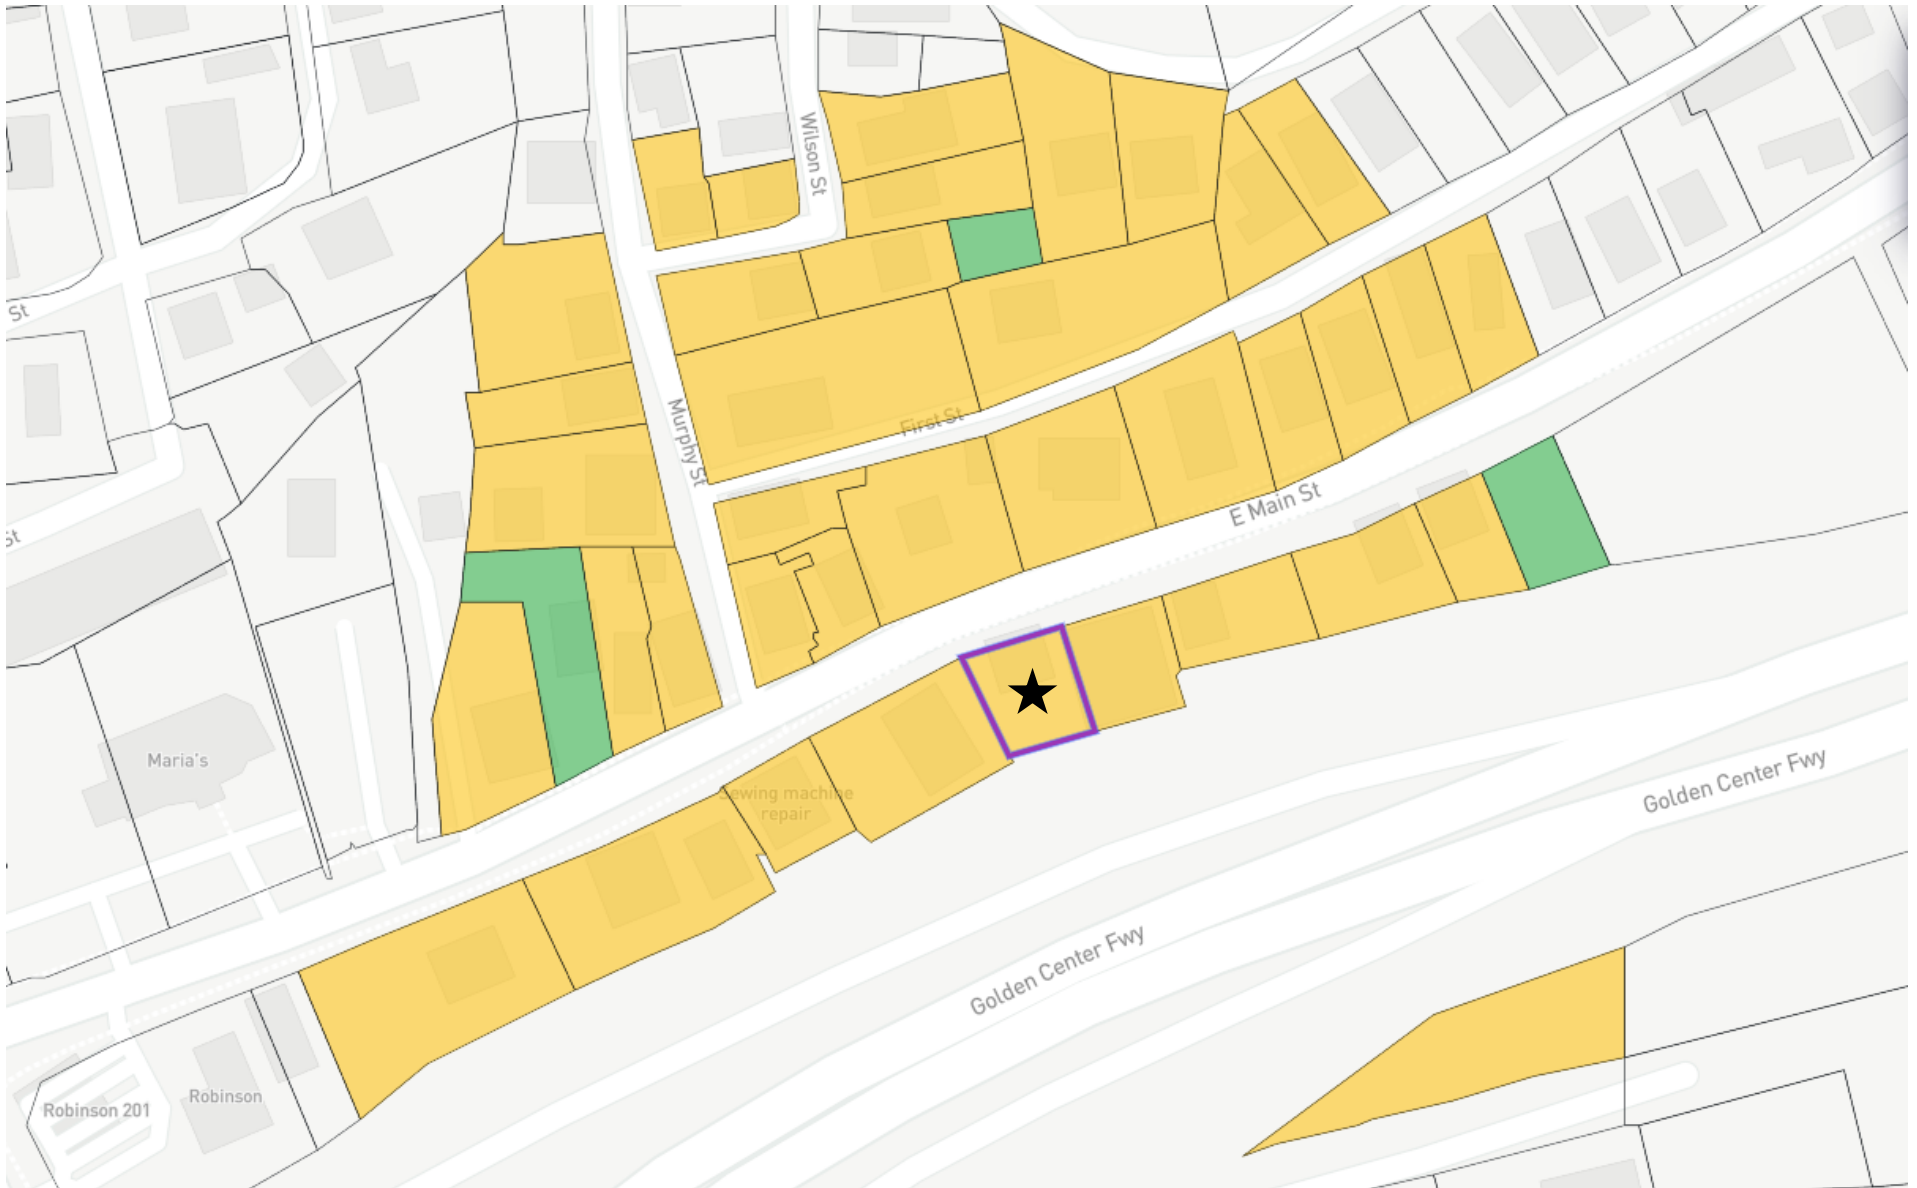 Wilson St
St
Murphy St
First St
E Main St
St
Maria's
Sewing machine
repair
Golden Center Fwy
Golden Center Fwy
Robinson
Robinson 201